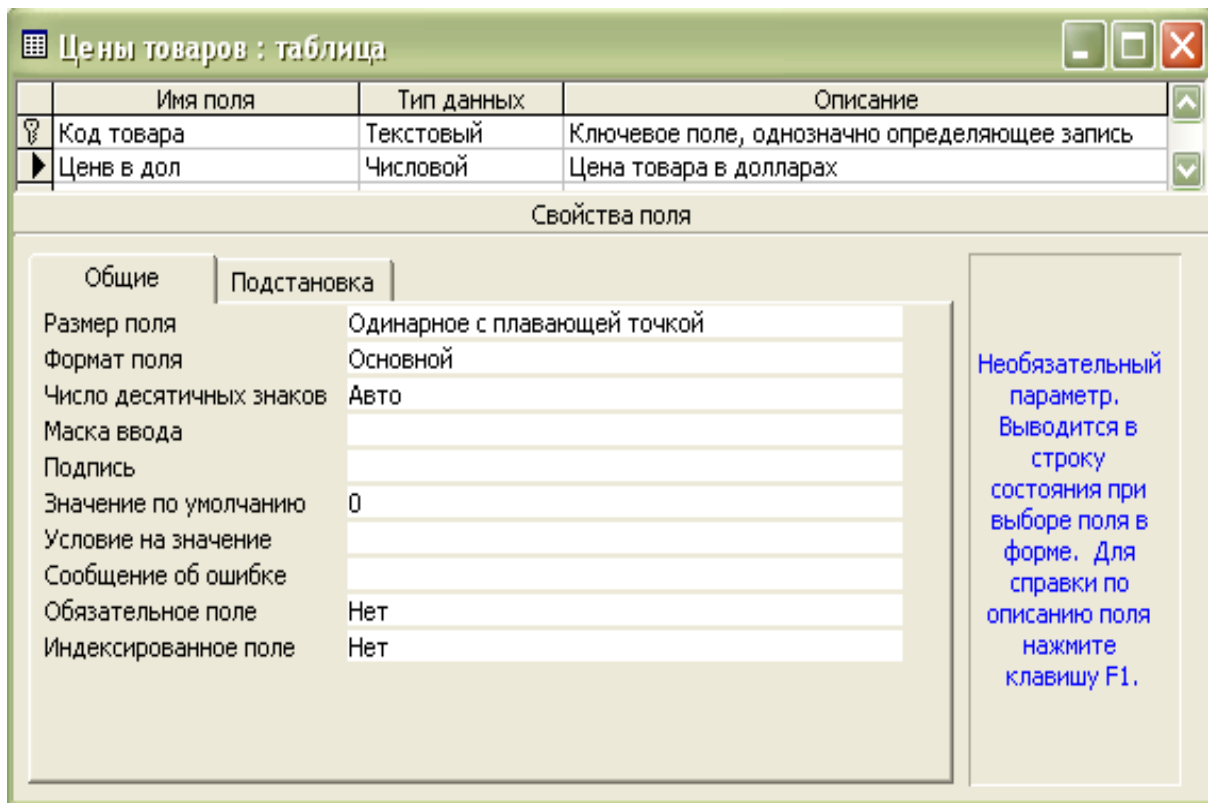 Цены товаров : таблица
Имя поля Тип данных Описание
Код товара Текстовый Ключевое поле, однозначно определяющее запись
Ценв в дол Числовой Цена товара в долларах
Свойства поля
Общие Подстановка
Размер поля Одинарное с плавающей точкой
Формат поля Основной
Число десятичных знаков Авто
Маска ввода
Подпись
Значение по умолчанию 0
Условие на значение
Сообщение об ошибке
Обязательное поле Нет
Индексированное поле Нет
Необязательный
параметр.
Выводится в
строку
состояния при
выборе поля в
форме. Для
справки по
описанию поля
нажмите
клавишу F1.